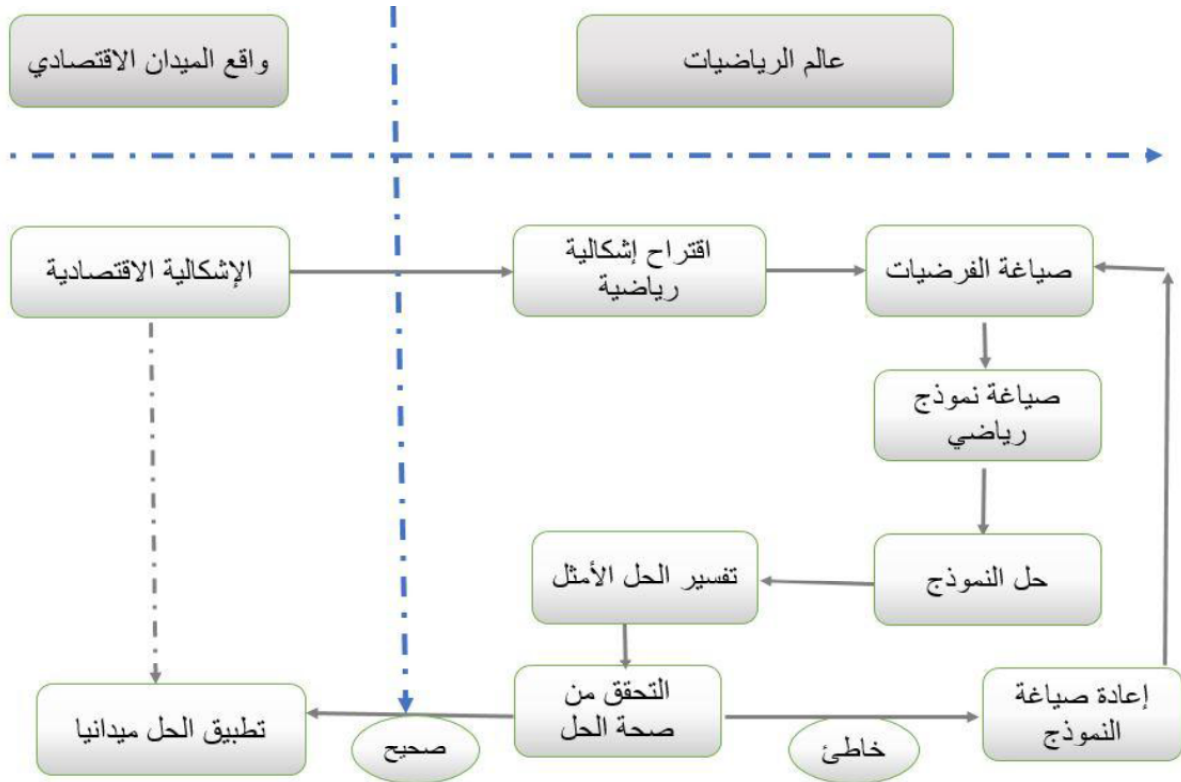 عالم الرياضيات
واقع الميدان الاقتصادي
الإشكالية الاقتصادية
اقتراح إشكالية
رياضية
صياغة الفرضيات
صياغة نموذج
رياضي
حل النموذج
تفسير الحل الأمثل
التحقق من
صحة الحل
خاطئ
إعادة صياغة
النموذج
صحيح
تطبيق الحل ميدانيا